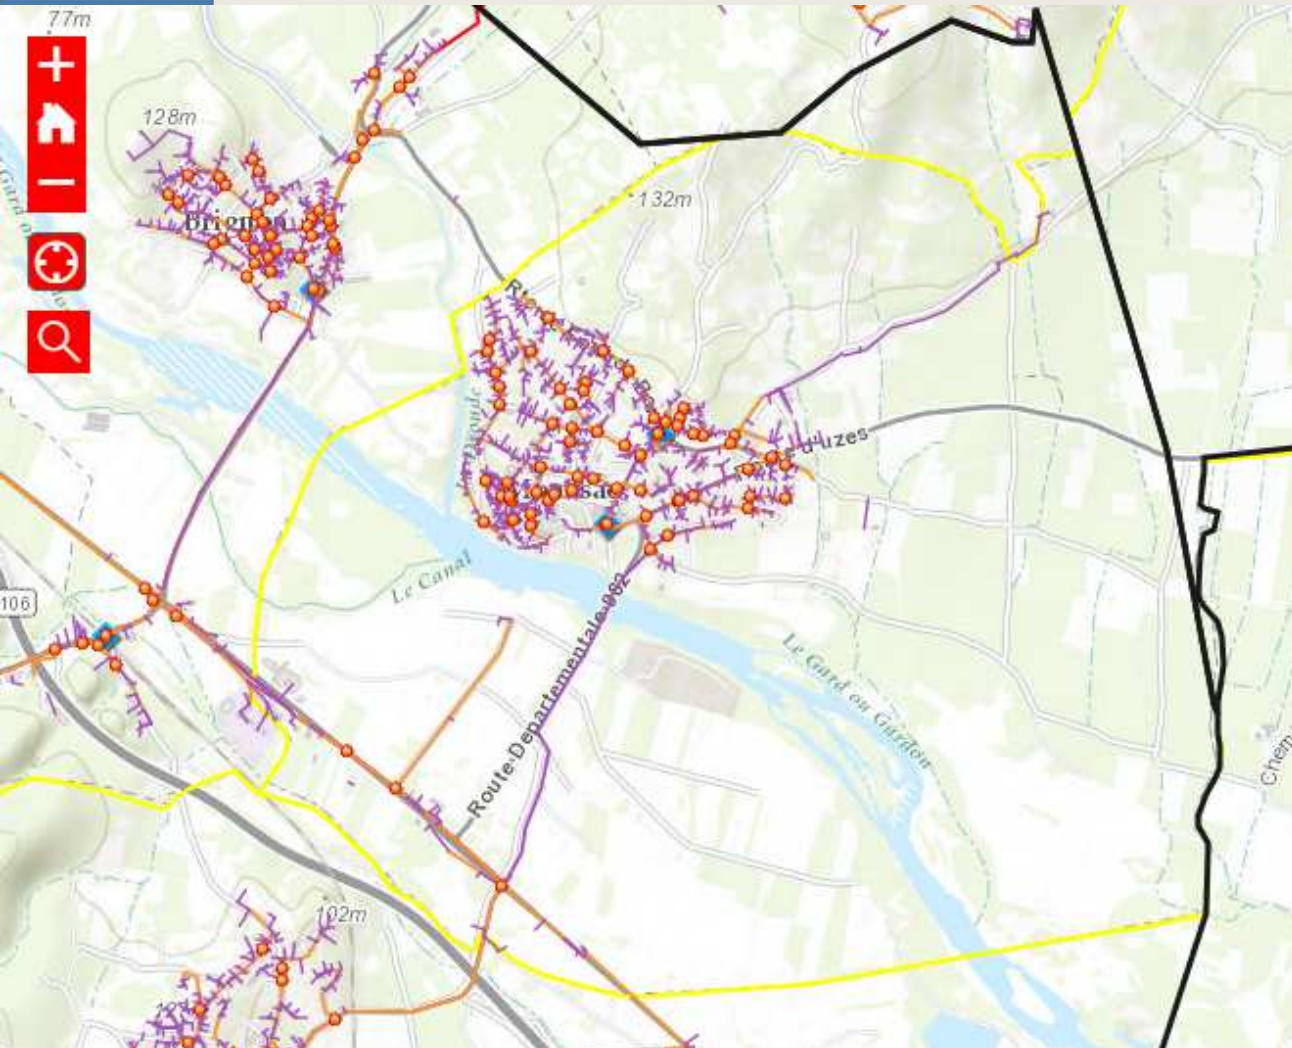 77m
128m
Brignon
132m
Route d'uzes
Le Canal
106
Le Gard ou Gardon
Route Departementale 982
102m
Chem